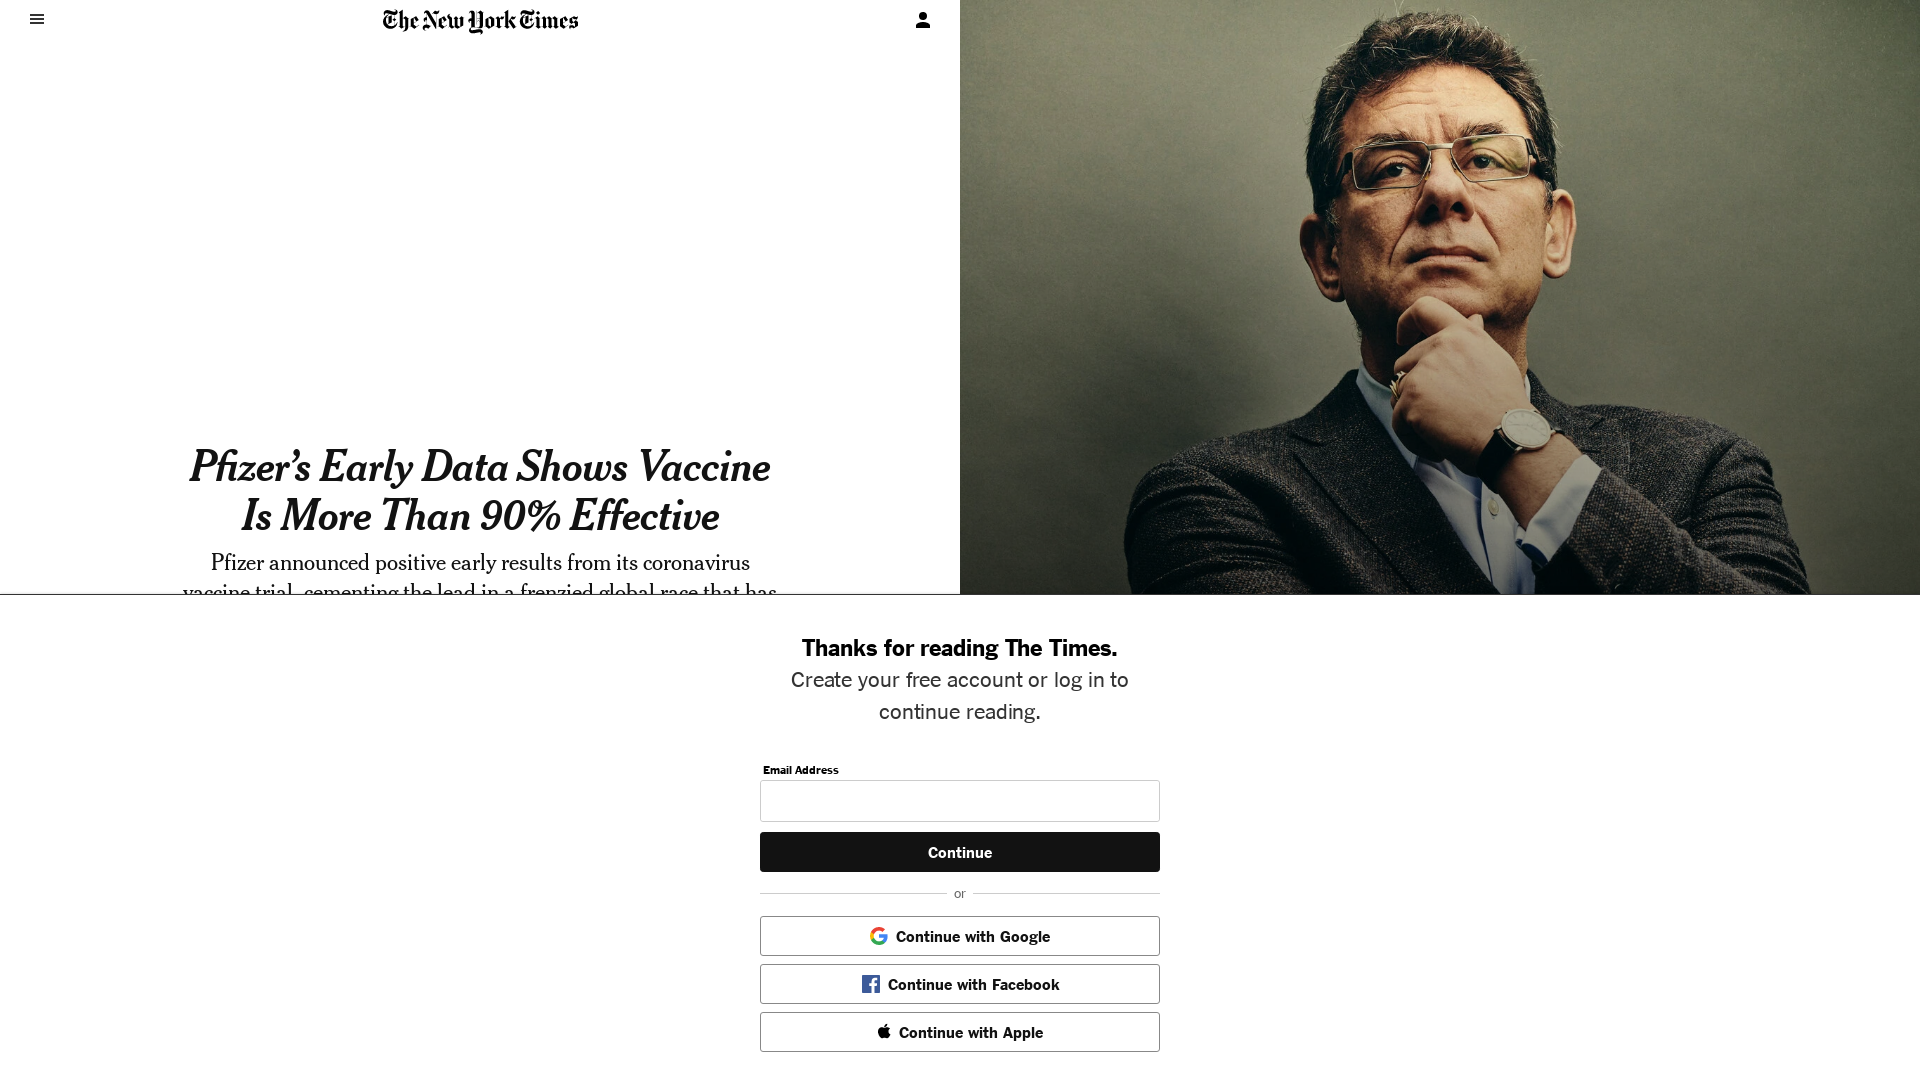 The New York Times
Pfizer’s Early Data Shows Vaccine
Is More Than 90% Effective
Pfizer announced positive early results from its coronavirus
vaccine trial, cementing the lead in a frenzied global race that has
Thanks for reading The Times.
Create your free account or log in to
continue reading.
Email Address
Continue
or
Continue with Google
Continue with Facebook
Continue with Apple